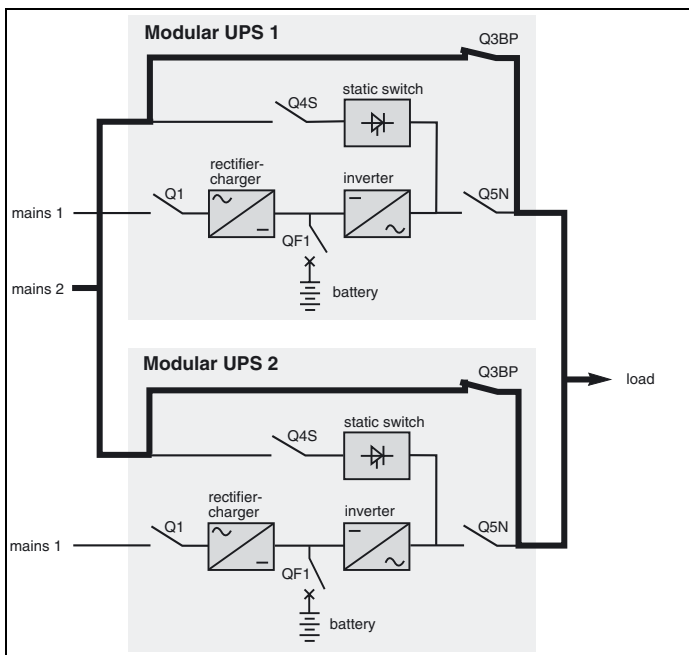 Modular UPS 1
Q3BP
static switch
Q4S
rectifier-
charger
inverter
Q1
Q5N
mains 1
QF1
mains 2
battery
Modular UPS 2
Q3BP
load
static switch
Q4S
rectifier-
charger
inverter
Q1
Q5N
mains 1
QF1
battery